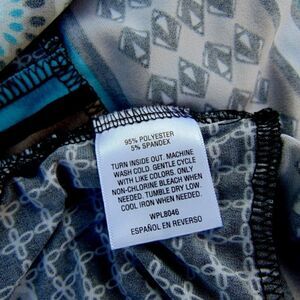 95% POLYESTER
5% SPANDEX
TURN INSIDE OUT. MACHINE
WASH COLD. GENTLE CYCLE
WITH LIKE COLORS. ONLY
NON-CHLORINE BLEACH WHEN
NEEDED. TUMBLE DRY LOW.
COOL IRON WHEN NEEDED.
WPL8046
ESPAÑOL EN REVERSO